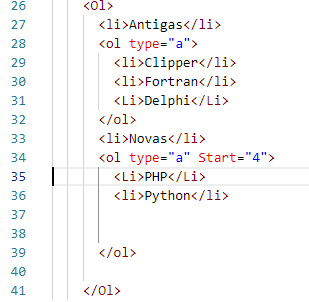 26 <Ol>
27 <li>Antigas</li>
28 <ol type="a">
29 <li>Clipper</li>
30 <li>Fortran</li>
31 <Li>Delphi</Li>
32 </ol>
33 <li>Novas</li>
34 <ol type="a" Start="4">
35 <Li>PHP</Li>
36 <li>Python</li>
37
38
39 </ol>
40
41 </Ol>